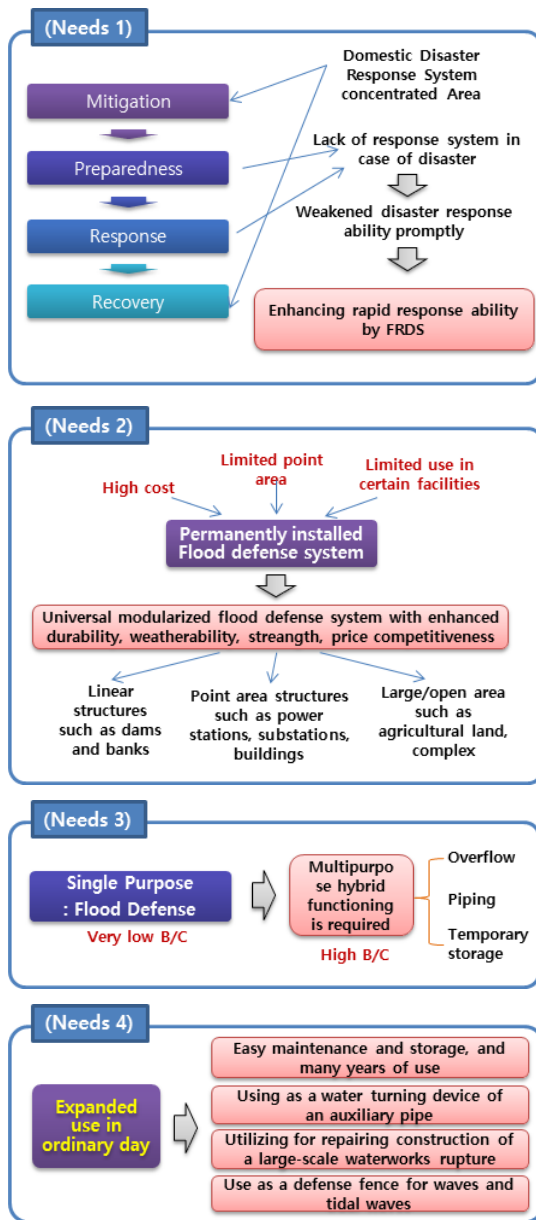 (Needs 1)
Mitigation
Preparedness
Response
Recovery
Domestic Disaster
Response System
concentrated Area
Lack of response system in
case of disaster
Weakened disaster response
ability promptly
Enhancing rapid response ability
by FRDS
(Needs 2)
High cost
Limited point
area
Limited use in
certain facilities
Permanently installed
Flood defense system
Universal modularized flood defense system with enhanced
durability, weatherability, streangth, price competitiveness
Linear
structures
such as dams
and banks
Point area structures
such as power
stations, substations,
buildings
Large/open area
such as
agricultural land,
complex
(Needs 3)
Single Purpose
: Flood Defense
Very low B/C
Multipurpo
se hybrid
functioning
is required
High B/C
Overflow
Piping
Temporary
storage
(Needs 4)
Expanded
use in
ordinary day
Easy maintenance and storage, and
many years of use
Using as a water turning device of
an auxiliary pipe
Utilizing for repairing construction of
a large-scale waterworks rupture
Use as a defense fence for waves and
tidal waves